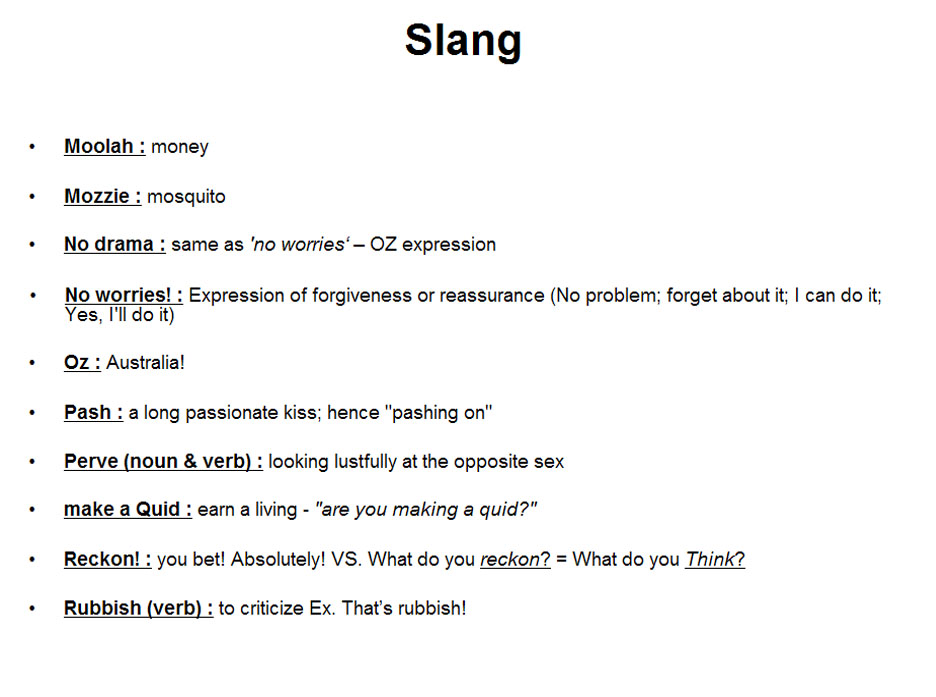 Slang
• Moolah : money
• Mozzie : mosquito
• No drama : same as 'no worries‘ – OZ expression
• No worries! : Expression of forgiveness or reassurance (No problem; forget about it; I can do it;
Yes, I'll do it)
• Oz : Australia!
• Pash : a long passionate kiss; hence "pashing on"
• Perve (noun & verb) : looking lustfully at the opposite sex
• make a Quid : earn a living - "are you making a quid?"
• Reckon! : you bet! Absolutely! VS. What do you reckon? = What do you Think?
• Rubbish (verb) : to criticize Ex. That’s rubbish!